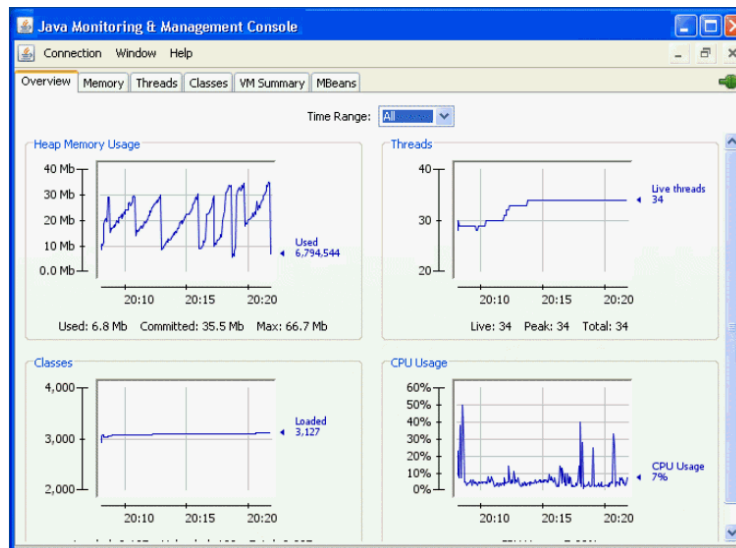 Java Monitoring & Management Console
Connection Window Help
Overview Memory Threads Classes VM Summary MBeans
Time Range: All
Heap Memory Usage
40 Mb
30 Mb
20 Mb
10 Mb
0.0 Mb
Used
6,794,544
20:10 20:15 20:20
Used: 6.8 Mb Committed: 35.5 Mb Max: 66.7 Mb
Threads
40
30
20
Live threads
34
20:10 20:15 20:20
Live: 34 Peak: 34 Total: 34
Classes
4,000
3,000
2,000
Loaded
3,127
20:10 20:15 20:20
CPU Usage
60%
50%
40%
30%
20%
10%
0%
CPU Usage
7%
20:10 20:15 20:20